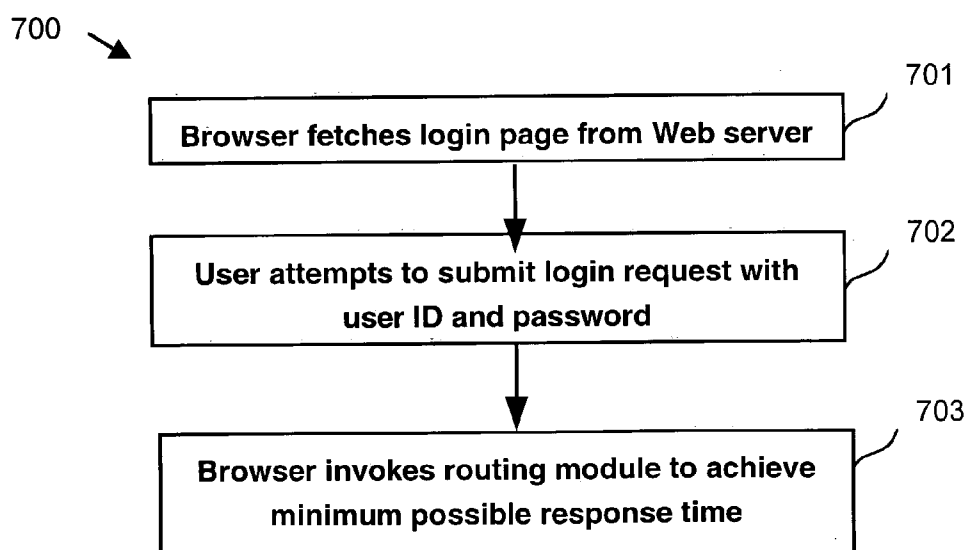 700
701
Browser fetches login page from Web server
702
User attempts to submit login request with
user ID and password
703
Browser invokes routing module to achieve
minimum possible response time